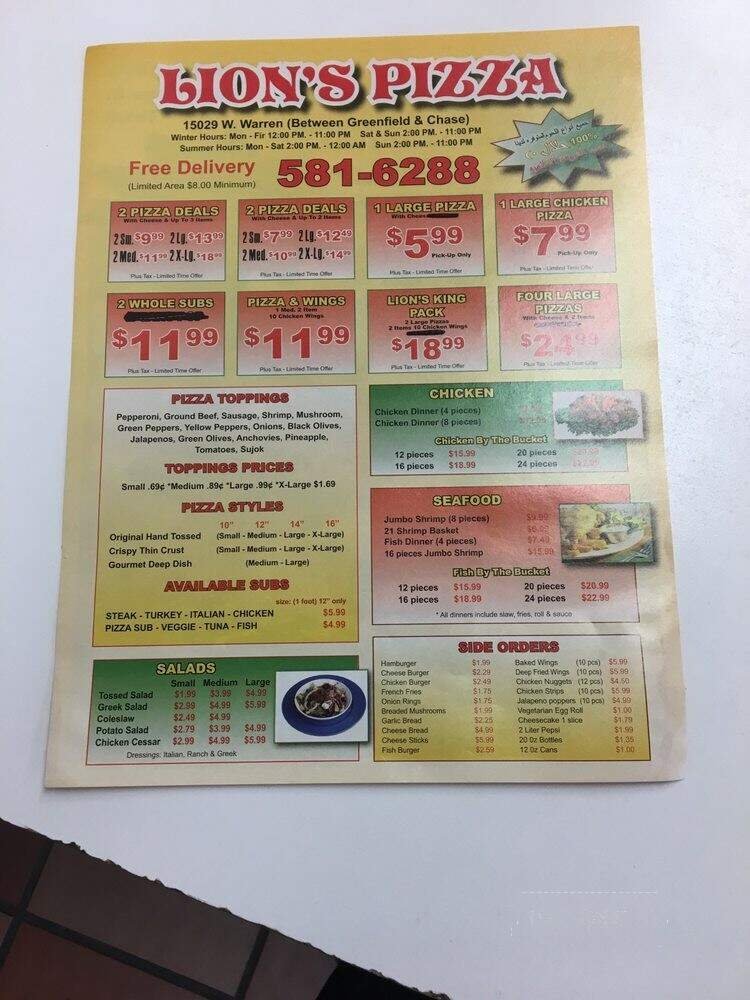 LION'S PIZZA
15029 W. Warren (Between Greenfield & Chase)
Winter Hours: Mon - Fir 12:00 PM. - 11:00 PM Sat & Sun 2:00 PM. - 11:00 PM
Summer Hours: Mon - Sat 2:00 PM. - 12:00 AM Sun 2:00 PM. - 11:00 PM
Free Delivery
(Limited Area $8.00 Minimum)
581-6288
100%
2 PIZZA DEALS
With Cheese & Up To 3 Items
2 Sm. $9.99 2 Lg. $13.99
2 Med. $11.99 2 X-Lg. $18.99
Plus Tax - Limited Time Offer
2 PIZZA DEALS
With Cheese & Up To 2 Items
2 Sm. $7.99 2 Lg. $12.49
2 Med. $10.99 2 X-Lg. $14.99
Plus Tax - Limited Time Offer
1 LARGE PIZZA
With Cheese
$5.99
Pick-Up Only
Plus Tax - Limited Time Offer
1 LARGE CHICKEN
PIZZA
$7.99
Pick-Up Only
Plus Tax - Limited Time Offer
2 WHOLE SUBS
$11.99
Plus Tax - Limited Time Offer
PIZZA & WINGS
1 Med, 2 Item
10 Chicken Wings
$11.99
Plus Tax - Limited Time Offer
LION'S KING
PACK
2 Large Pizzas
2 Items 10 Chicken Wings
$18.99
Plus Tax - Limited Time Offer
FOUR LARGE
PIZZAS
With Cheese & 2 Items
$24.99
Plus Tax - Limited Time Offer
PIZZA TOPPINGS
Pepperoni, Ground Beef, Sausage, Shrimp, Mushroom,
Green Peppers, Yellow Peppers, Onions, Black Olives,
Jalapenos, Green Olives, Anchovies, Pineapple,
Tomatoes, Sujok
TOPPINGS PRICES
Small .69¢ *Medium .89¢ *Large .99¢ *X-Large $1.69
PIZZA STYLES
10" 12" 14" 16"
Original Hand Tossed (Small - Medium - Large - X-Large)
Crispy Thin Crust (Small - Medium - Large - X-Large)
Gourmet Deep Dish (Medium - Large)
AVAILABLE SUBS
size: (1 foot) 12" only
STEAK - TURKEY - ITALIAN - CHICKEN $5.99
PIZZA SUB - VEGGIE - TUNA - FISH $4.99
SALADS
Small Medium Large
Tossed Salad $1.99 $3.99 $4.99
Greek Salad $2.99 $4.99 $5.99
Coleslaw $2.49 $4.99
Potato Salad $2.79 $3.99 $4.99
Chicken Cessar $2.99 $4.99 $5.99
Dressings: Italian, Ranch & Greek
CHICKEN
Chicken Dinner (4 pieces)
Chicken Dinner (8 pieces)
Chicken By The Bucket
12 pieces $15.99 20 pieces
16 pieces $18.99 24 pieces
SEAFOOD
Jumbo Shrimp (8 pieces) $9.99
21 Shrimp Basket
Fish Dinner (4 pieces) $7.49
16 pieces Jumbo Shrimp $15.99
Fish By The Bucket
12 pieces $15.99 20 pieces $20.99
16 pieces $18.99 24 pieces $22.99
* All dinners include slaw, fries, roll & sauce
SIDE ORDERS
Hamburger $1.99 Baked Wings (10 pcs) $5.99
Cheese Burger $2.29 Deep Fried Wings (10 pcs) $5.99
Chicken Burger $2.49 Chicken Nuggets (12 pcs) $4.50
French Fries $1.75 Chicken Strips (10 pcs) $5.99
Onion Rings $1.75 Jalapeno poppers (10 pcs) $4.99
Breaded Mushrooms $1.99 Vegetarian Egg Roll $1.00
Garlic Bread $2.25 Cheesecake 1 slice $1.79
Cheese Bread $4.99 2 Liter Pepsi $1.99
Cheese Sticks $5.99 20 0z Bottles $1.35
Fish Burger $2.59 12 0z Cans $1.00